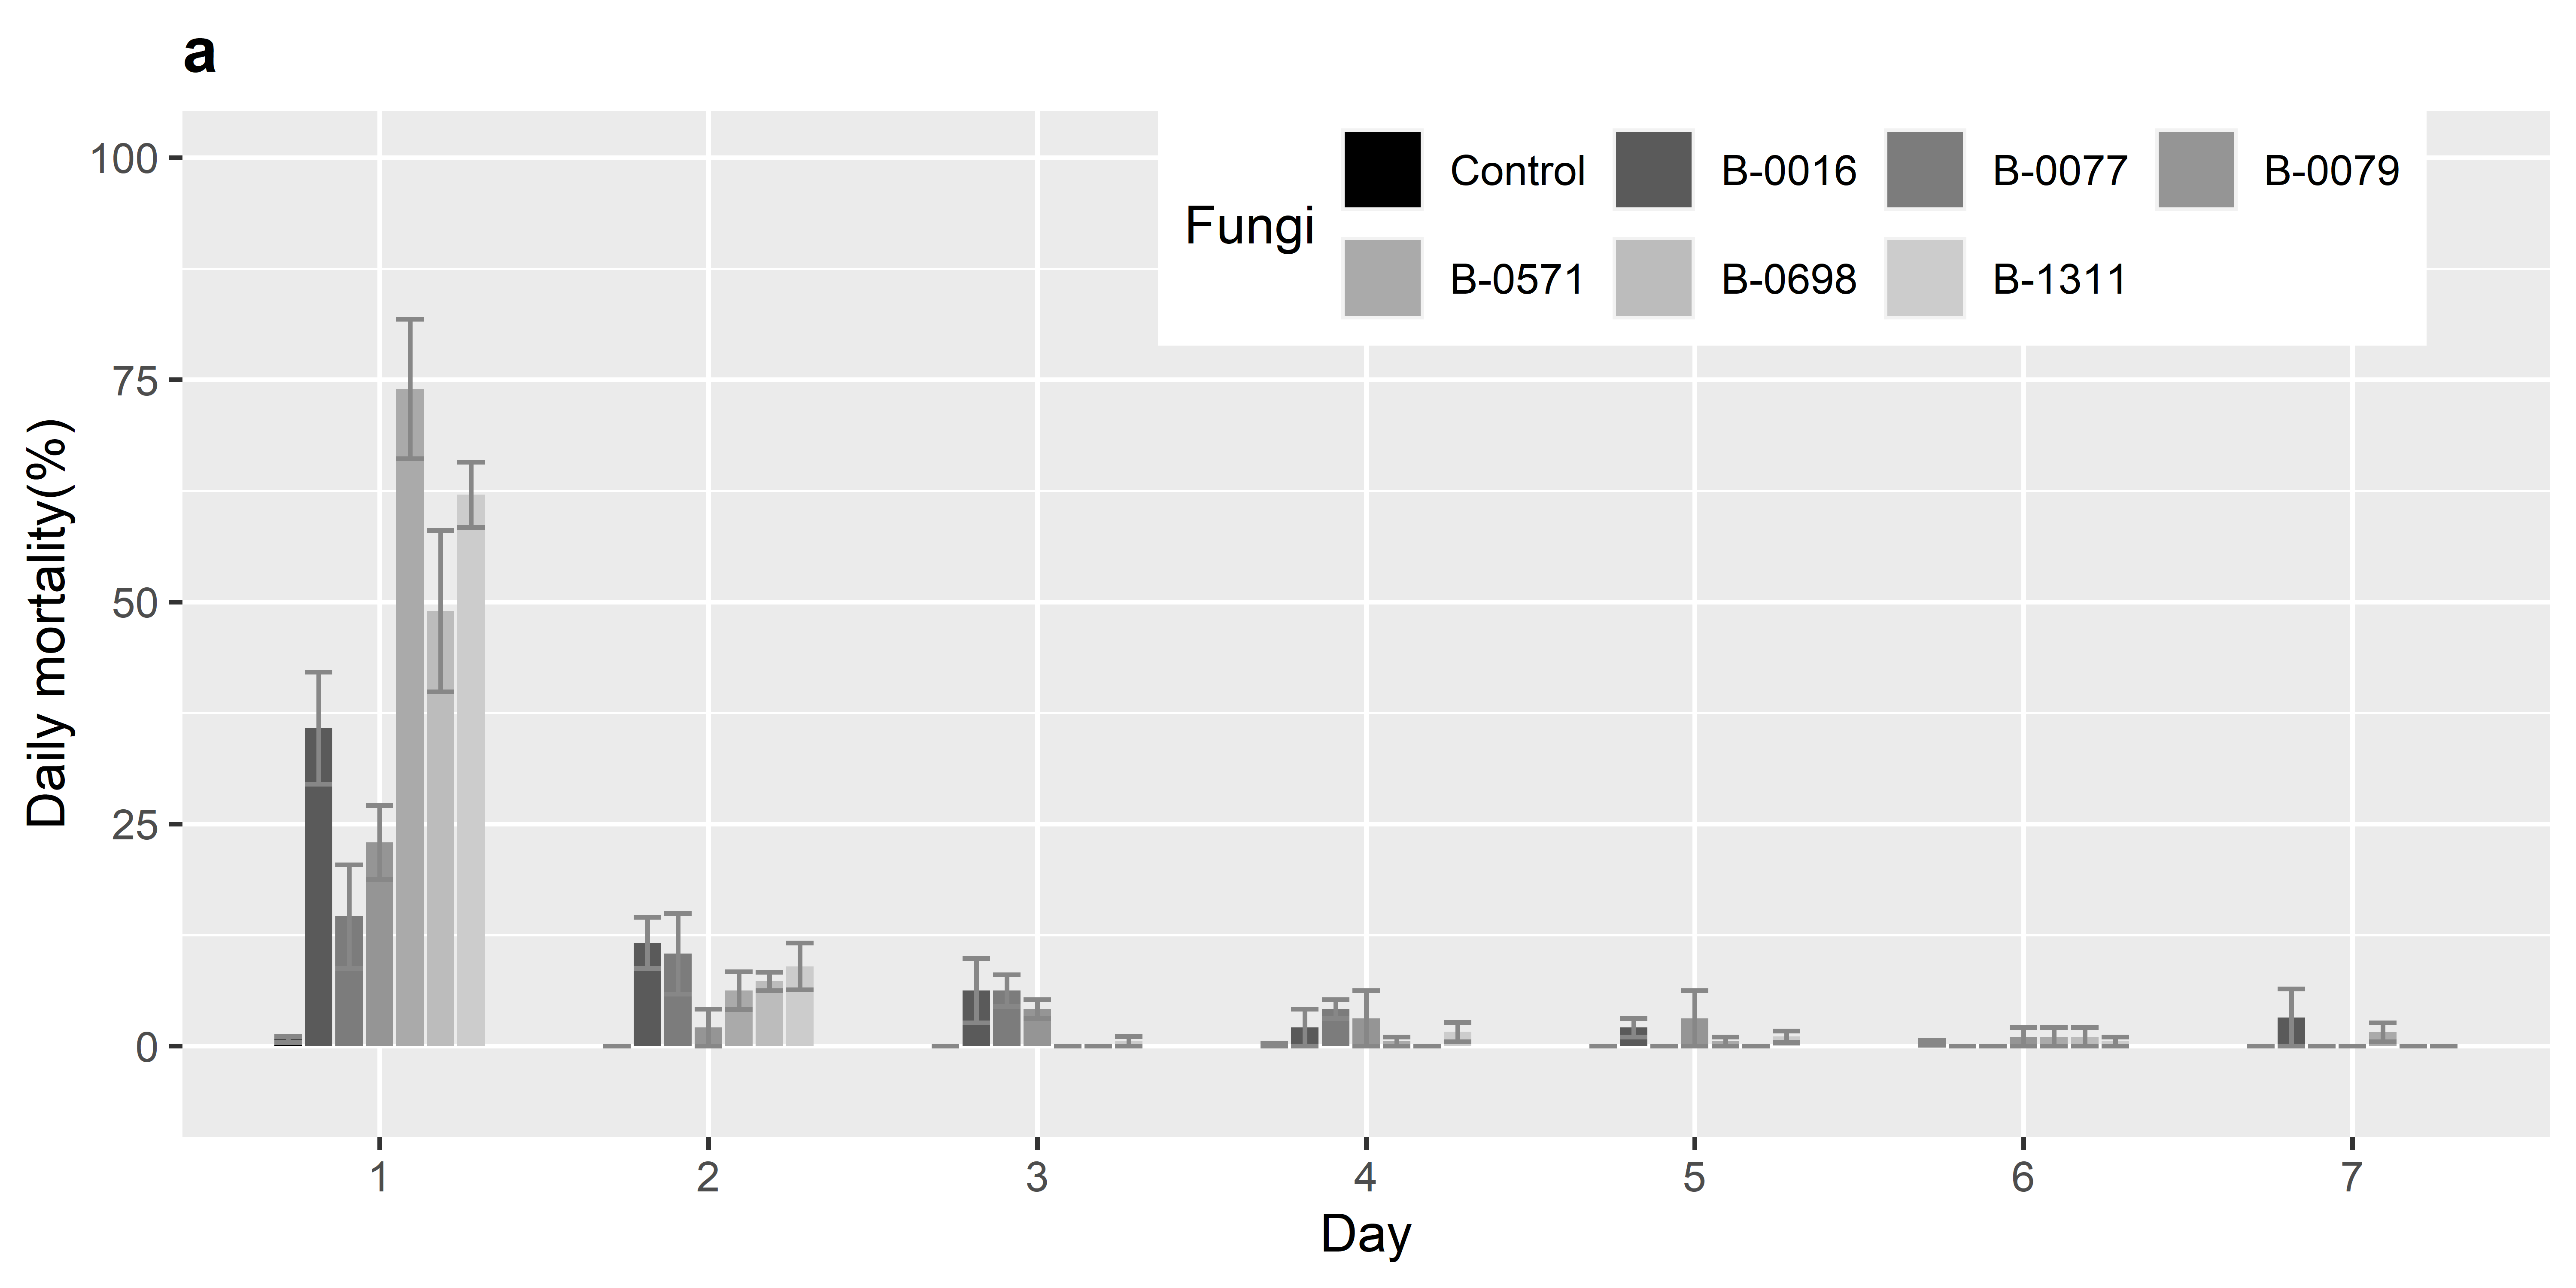 a
Control B-0016 B-0077 B-0079
Fungi
B-0571 B-0698 B-1311
Daily mortality(%)
100
75
50
25
0
1 2 3 4 5 6 7
Day